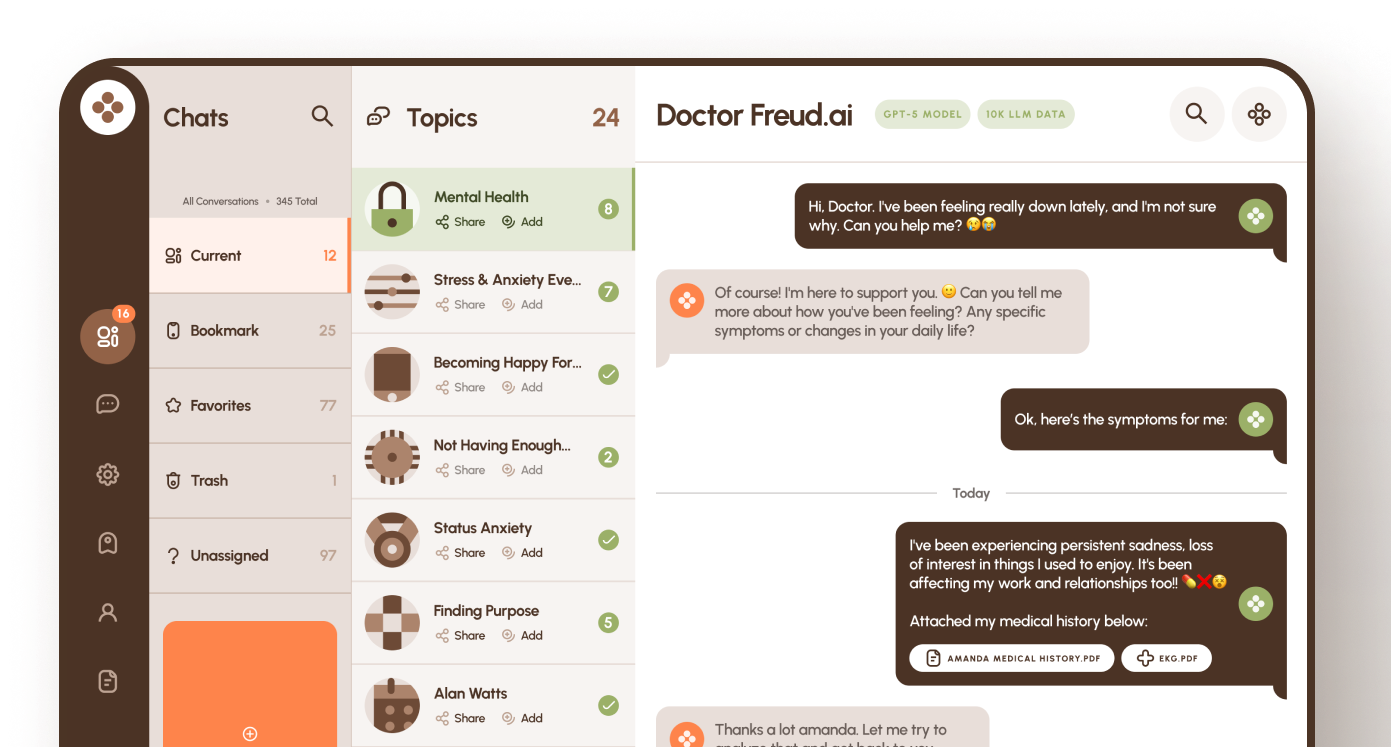 16
Chats
All Conversations • 345 Total
Current 12
Bookmark 25
Favorites 77
Trash 1
Unassigned 97
Topics 24
Mental Health
Share Add
8
Stress & Anxiety Eve...
Share Add
7
Becoming Happy For...
Share Add
Not Having Enough...
Share Add
2
Status Anxiety
Share Add
Finding Purpose
Share Add
5
Alan Watts
Share Add
Doctor Freud.ai
GPT-5 MODEL
10K LLM DATA
Hi, Doctor. I've been feeling really down lately, and I'm not sure
why. Can you help me? 😢😭
Of course! I'm here to support you. 🙂 Can you tell me
more about how you've been feeling? Any specific
symptoms or changes in your daily life?
Ok, here's the symptoms for me:
Today
I've been experiencing persistent sadness, loss
of interest in things I used to enjoy. It's been
affecting my work and relationships too!! 💊❌😵
Attached my medical history below:
AMANDA MEDICAL HISTORY.PDF
EKG.PDF
Thanks a lot amanda. Let me try to
analyze that and get back to you